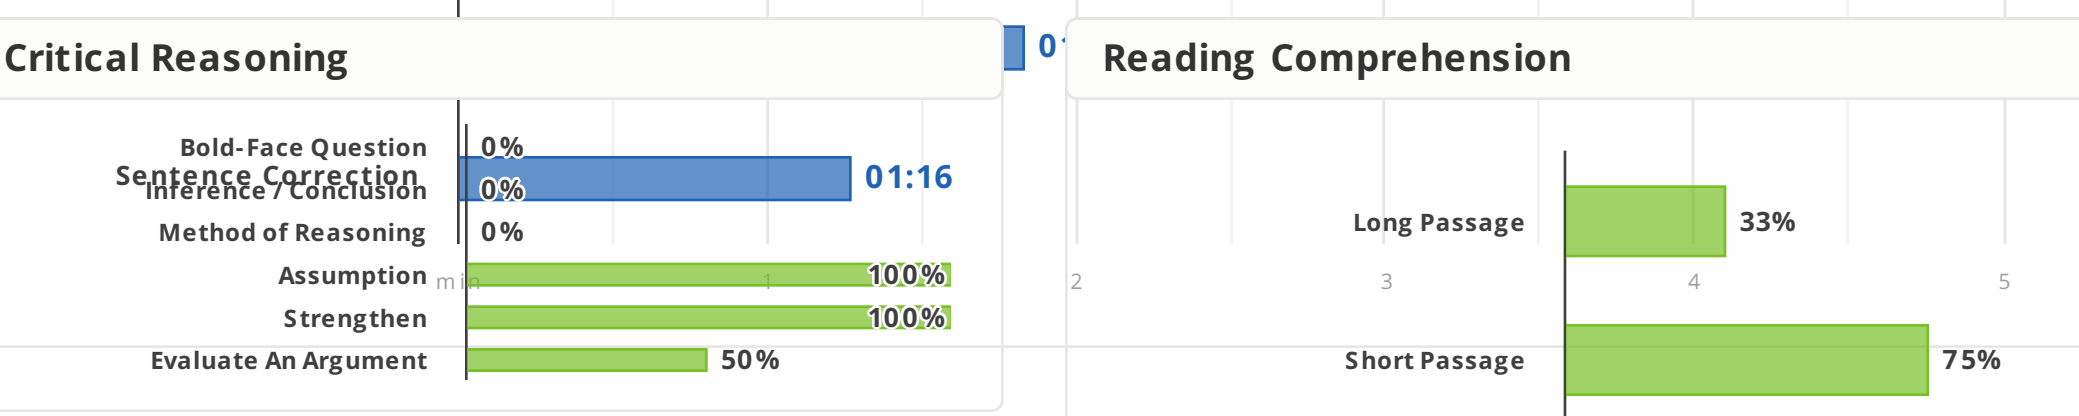 Critical Reasoning
Reading Comprehension
Bold-Face Question 0%
Sentence Correction 01:16
Inference / Conclusion 0%
Method of Reasoning 0%
Assumption 100%
Strengthen 100%
Evaluate An Argument 50%
min 1 2 3 4 5
Long Passage 33%
Short Passage 75%